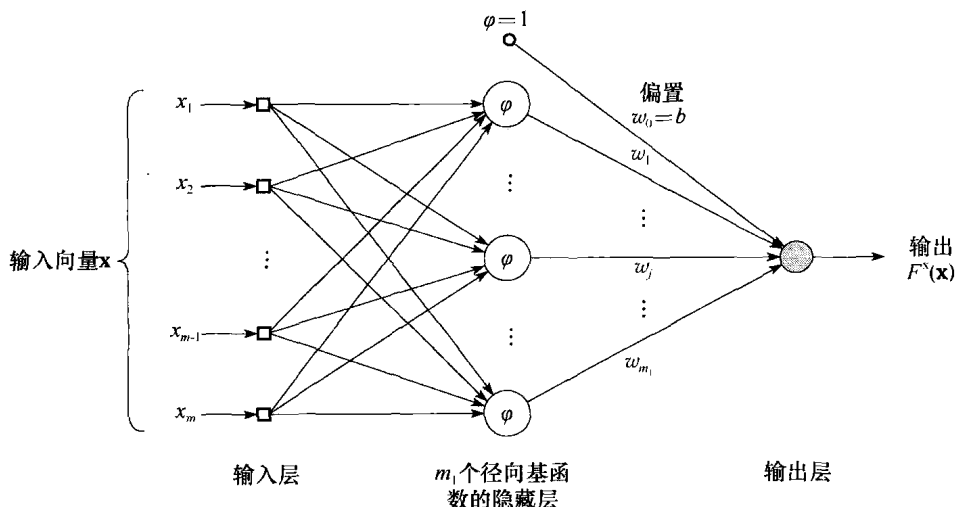 φ=1
x₁
φ
偏置
w₀=b
w₁
x₂
⋮
⋮
输入向量x
⋮
φ
w_j
输出
Fˣ(x)
x_{m-1}
⋮
⋮
w_{m₁}
x_m
φ
输入层
m₁个径向基函
数的隐藏层
输出层